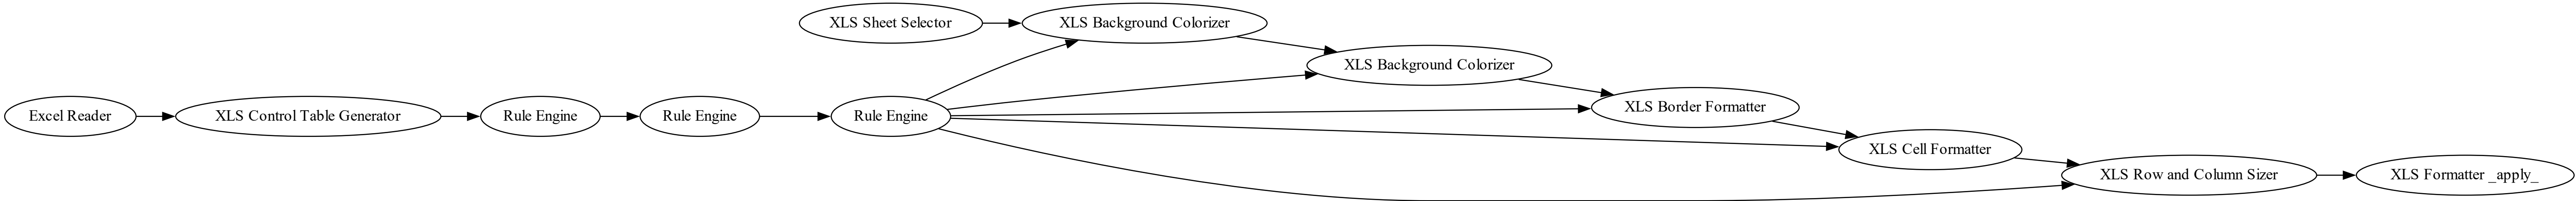 XLS Sheet Selector
XLS Background Colorizer
XLS Background Colorizer
XLS Border Formatter
Excel Reader
XLS Control Table Generator
Rule Engine
Rule Engine
Rule Engine
XLS Cell Formatter
XLS Row and Column Sizer
XLS Formatter _apply_